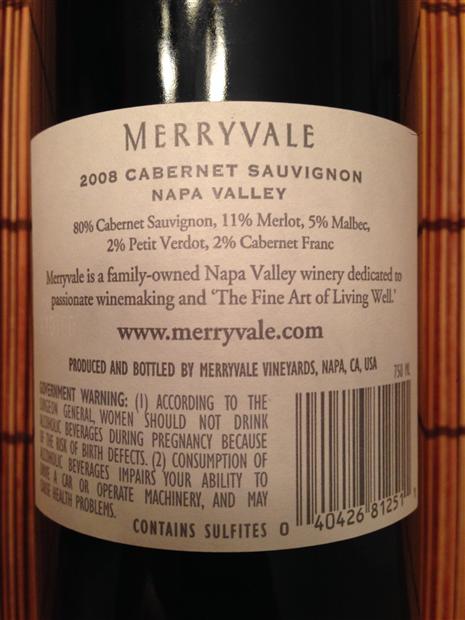 MERRYVALE
2008 CABERNET SAUVIGNON
NAPA VALLEY
80% Cabernet Sauvignon, 11% Merlot, 5% Malbec,
2% Petit Verdot, 2% Cabernet Franc
Merryvale is a family-owned Napa Valley winery dedicated to
passionate winemaking and ‘The Fine Art of Living Well.’
www.merryvale.com
PRODUCED AND BOTTLED BY MERRYVALE VINEYARDS, NAPA, CA, USA 750 ML
GOVERNMENT WARNING: (1) ACCORDING TO THE
SURGEON GENERAL, WOMEN SHOULD NOT DRINK
ALCOHOLIC BEVERAGES DURING PREGNANCY BECAUSE
OF THE RISK OF BIRTH DEFECTS. (2) CONSUMPTION OF
ALCOHOLIC BEVERAGES IMPAIRS YOUR ABILITY TO
DRIVE A CAR OR OPERATE MACHINERY, AND MAY
CAUSE HEALTH PROBLEMS.
CONTAINS SULFITES
0 40426 81251